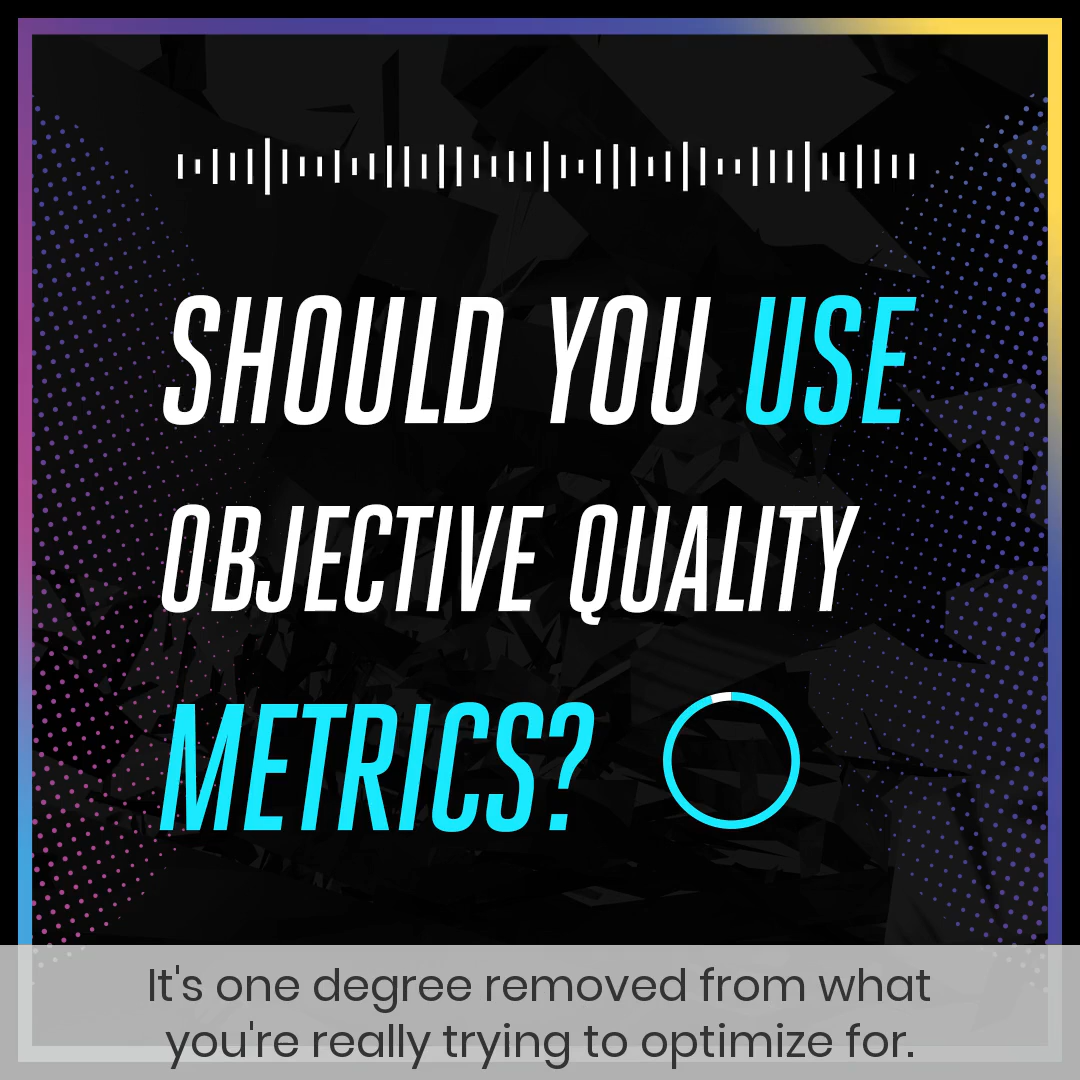 SHOULD YOU USE
OBJECTIVE QUALITY
METRICS?
It's one degree removed from what
you're really trying to optimize for.